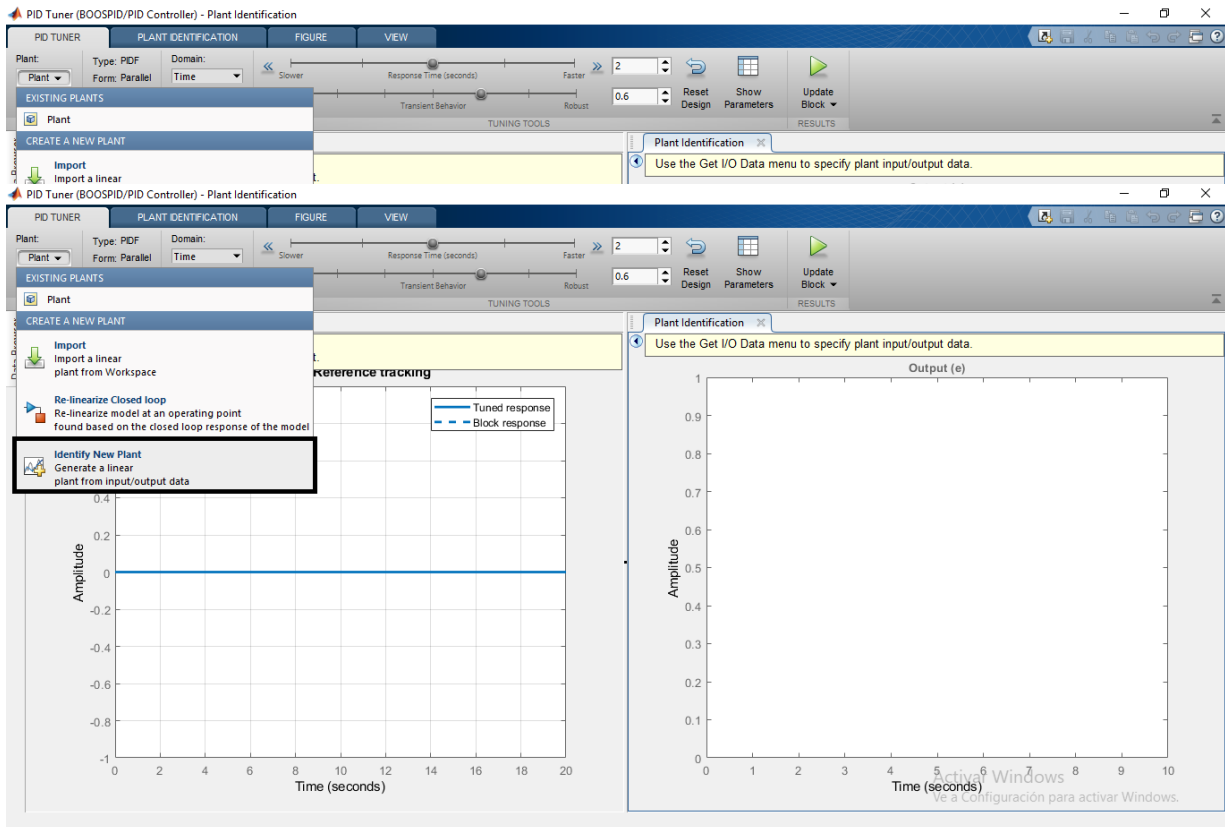 PID Tuner (BOOSPID/PID Controller) - Plant Identification
PID TUNER PLANT IDENTIFICATION FIGURE VIEW
Plant: Type: PIDF Domain:
Plant Form: Parallel Time
Slower Response Time (seconds) Faster 2
Transient Behavior Robust 0.6
Reset Design Show Parameters Update Block
TUNING TOOLS RESULTS
EXISTING PLANTS
Plant
CREATE A NEW PLANT
Import
Import a linear
Plant Identification
Use the Get I/O Data menu to specify plant input/output data.
PID Tuner (BOOSPID/PID Controller) - Plant Identification
PID TUNER PLANT IDENTIFICATION FIGURE VIEW
Plant: Type: PIDF Domain:
Plant Form: Parallel Time
Slower Response Time (seconds) Faster 2
Transient Behavior Robust 0.6
Reset Design Show Parameters Update Block
TUNING TOOLS RESULTS
EXISTING PLANTS
Plant
CREATE A NEW PLANT
Import
Import a linear
plant from Workspace
Re-linearize Closed loop
Re-linearize model at an operating point
found based on the closed loop response of the model
Identify New Plant
Generate a linear
plant from input/output data
Reference tracking
Tuned response
Block response
Amplitude
0.4
0.2
0
-0.2
-0.4
-0.6
-0.8
-1
0 2 4 6 8 10 12 14 16 18 20
Time (seconds)
Plant Identification
Use the Get I/O Data menu to specify plant input/output data.
Output (e)
Amplitude
1
0.9
0.8
0.7
0.6
0.5
0.4
0.3
0.2
0.1
0
0 1 2 3 4 5 6 7 8 9 10
Time (seconds)
Activar Windows
Ve a Configuración para activar Windows.